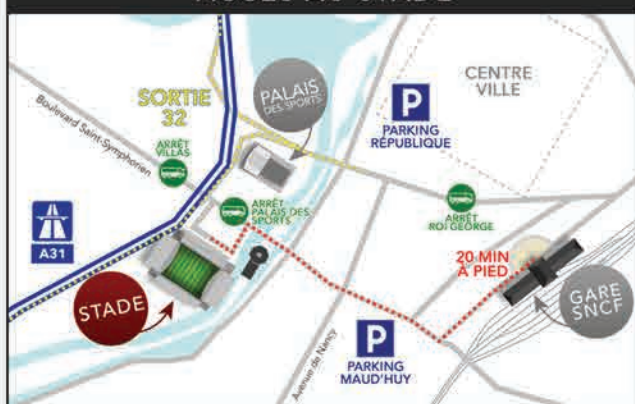 SORTIE
32
PALAIS
DES SPORTS
CENTRE
VILLE
P
PARKING
RÉPUBLIQUE
Boulevard Saint-Symphorien
ARRÊT
VILLAS
ARRÊT
PALAIS DES
SPORTS
ARRÊT
ROI GEORGE
A31
STADE
20 MIN
À PIED
GARE
SNCF
P
PARKING
MAUD'HUY
Avenue de Nancy